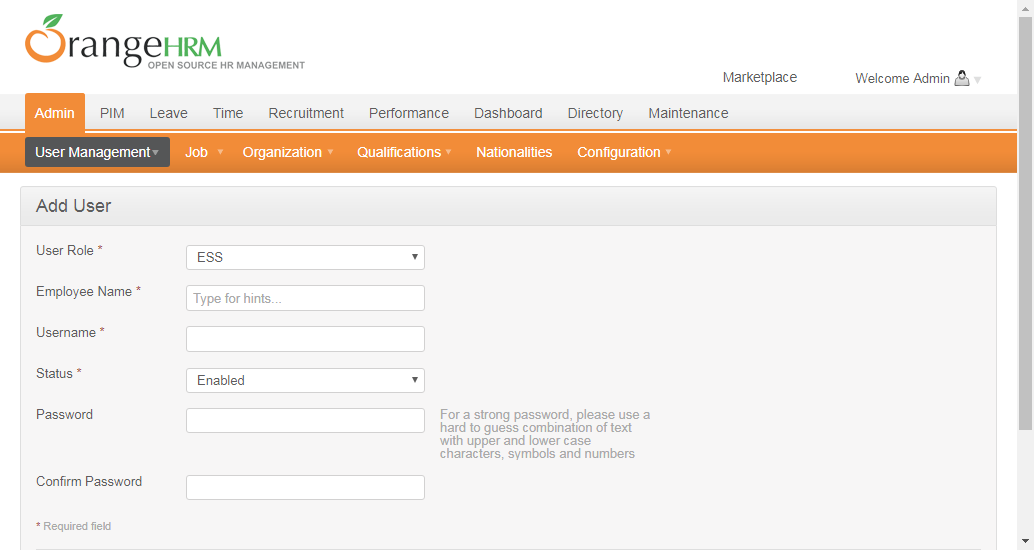 OrangeHRM
OPEN SOURCE HR MANAGEMENT
Marketplace Welcome Admin
Admin PIM Leave Time Recruitment Performance Dashboard Directory Maintenance
User Management Job Organization Qualifications Nationalities Configuration
Add User
User Role * ESS
Employee Name * Type for hints...
Username *
Status * Enabled
Password For a strong password, please use a
hard to guess combination of text
with upper and lower case
characters, symbols and numbers
Confirm Password
* Required field